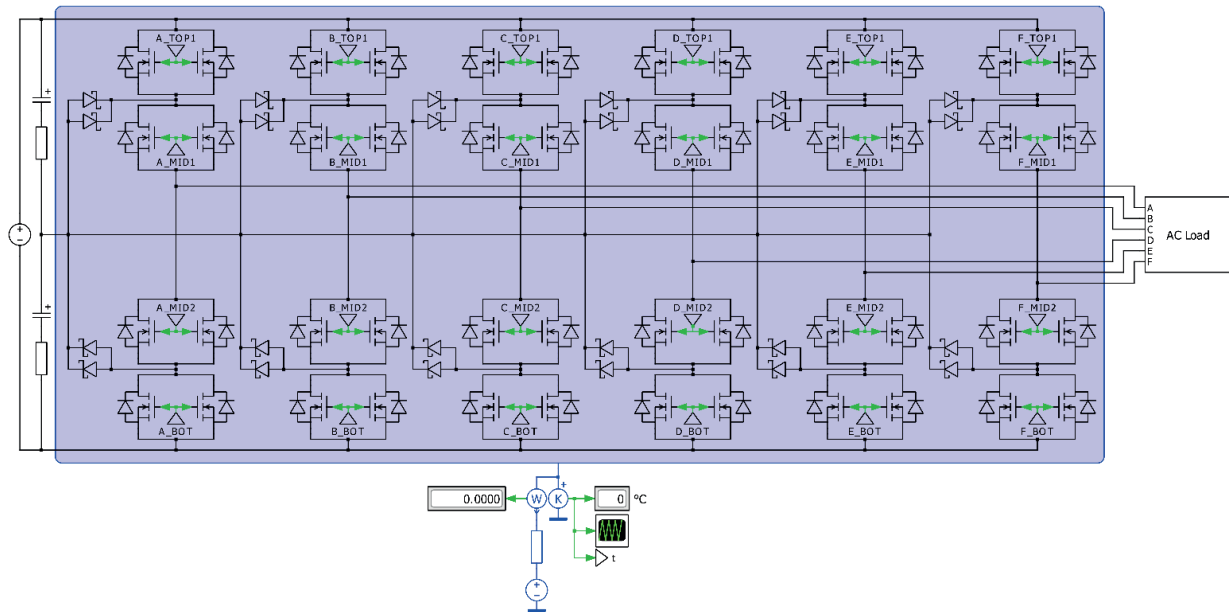 A_TOP1 B_TOP1 C_TOP1 D_TOP1 E_TOP1 F_TOP1
+
A_MID1 B_MID1 C_MID1 D_MID1 E_MID1 F_MID1
A
B
C
D
E
F
AC Load
+
−
A_MID2 B_MID2 C_MID2 D_MID2 E_MID2 F_MID2
+
A_BOT B_BOT C_BOT D_BOT E_BOT F_BOT
+
0.0000 W K 0 ºC
t
+
−